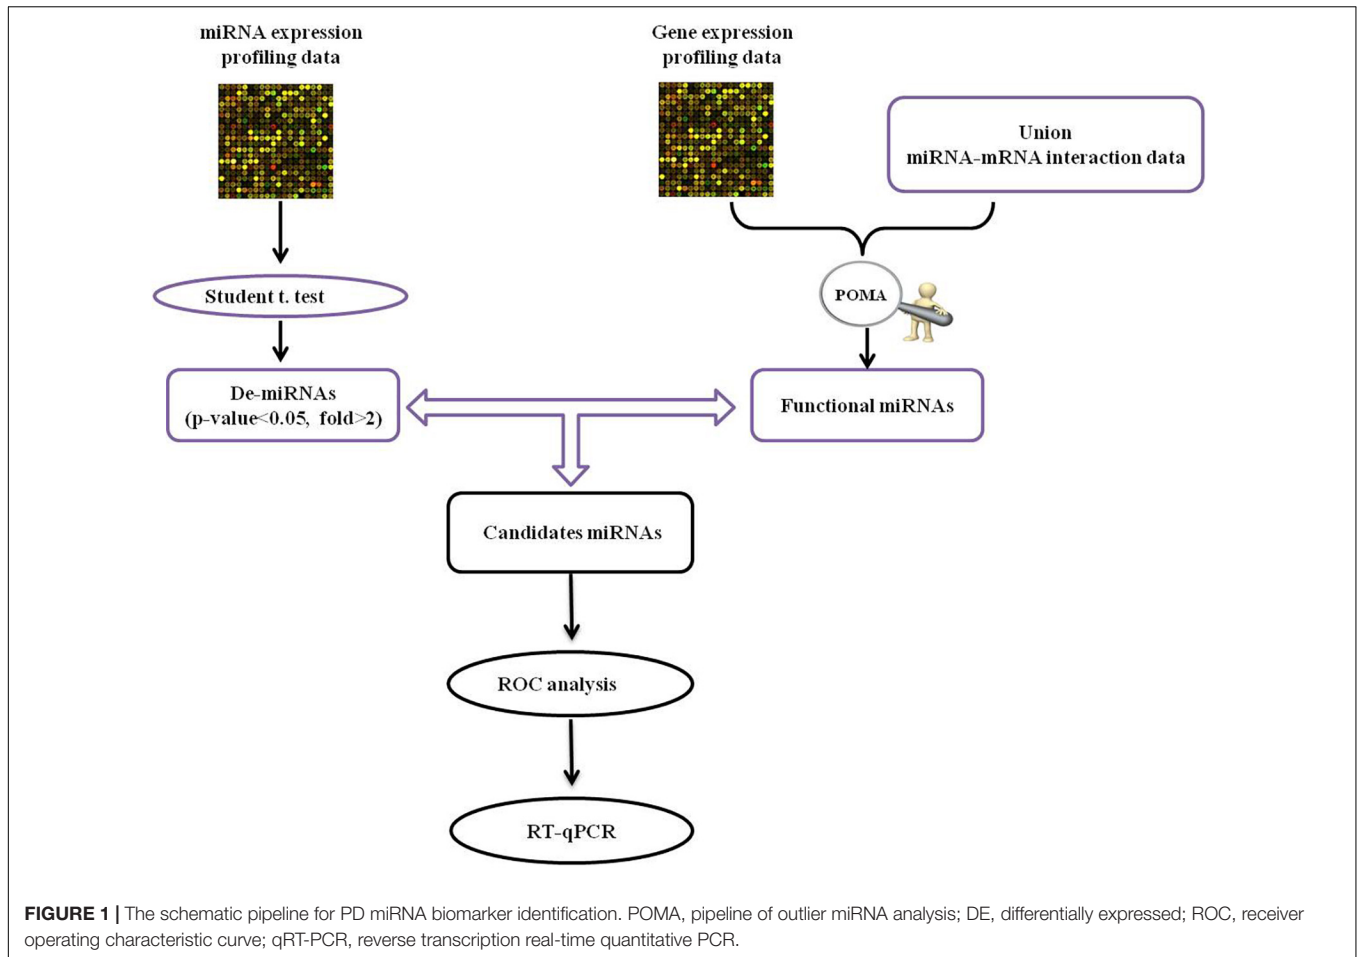 miRNA expression
profiling data
Gene expression
profiling data
Union
miRNA-mRNA interaction data
Student t. test
POMA
De-miRNAs
(p-value<0.05, fold>2)
Functional miRNAs
Candidates miRNAs
ROC analysis
RT-qPCR
FIGURE 1 | The schematic pipeline for PD miRNA biomarker identification. POMA, pipeline of outlier miRNA analysis; DE, differentially expressed; ROC, receiver
operating characteristic curve; qRT-PCR, reverse transcription real-time quantitative PCR.